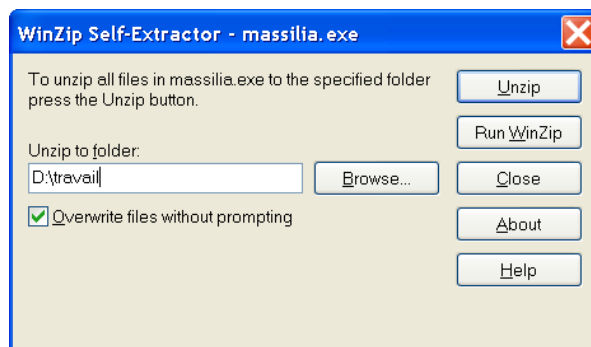 WinZip Self-Extractor - massilia.exe
To unzip all files in massilia.exe to the specified folder
press the Unzip button.
Unzip
Run WinZip
Unzip to folder:
D:\travail
Browse...
Close
Overwrite files without prompting
About
Help